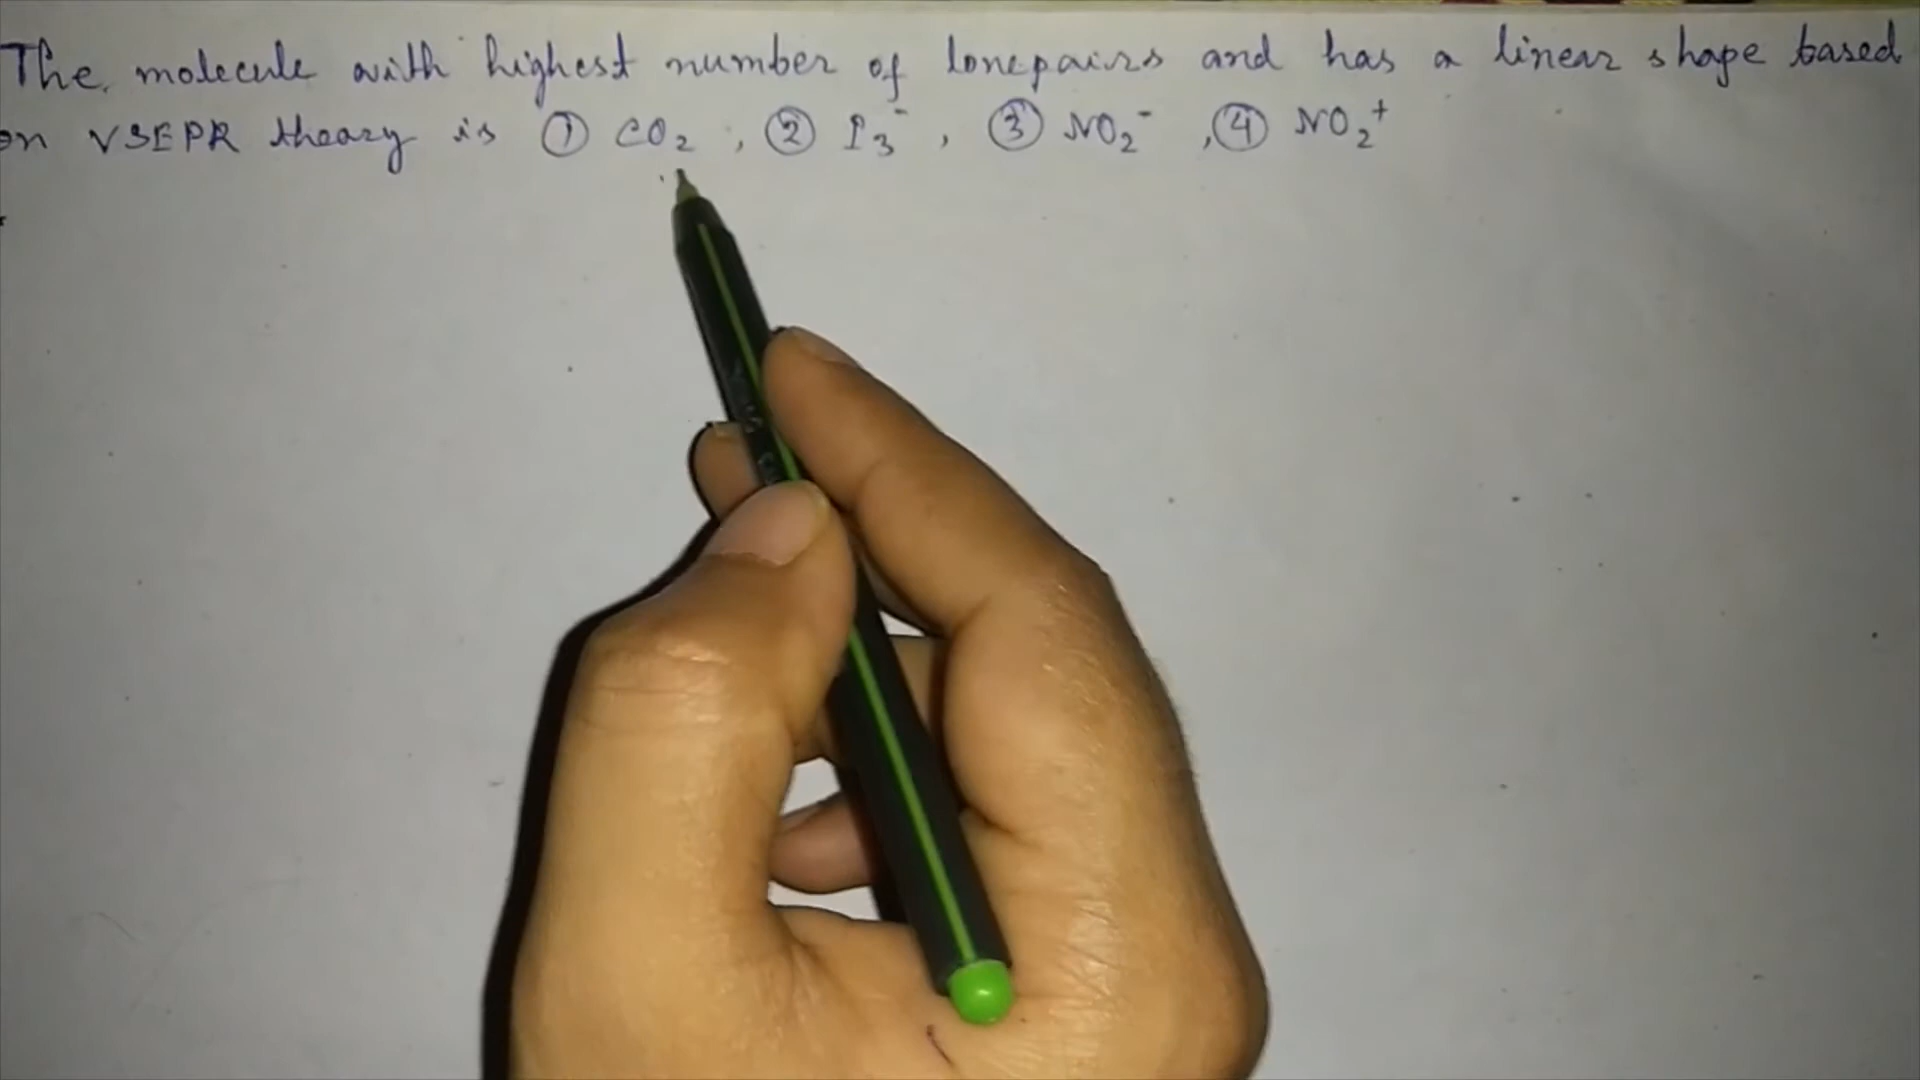 The molecule with highest number of lonepairs and has a linear shape based
on VSEPR theory is ① CO₂ , ② I₃⁻ , ③ NO₂⁻ , ④ NO₂⁺